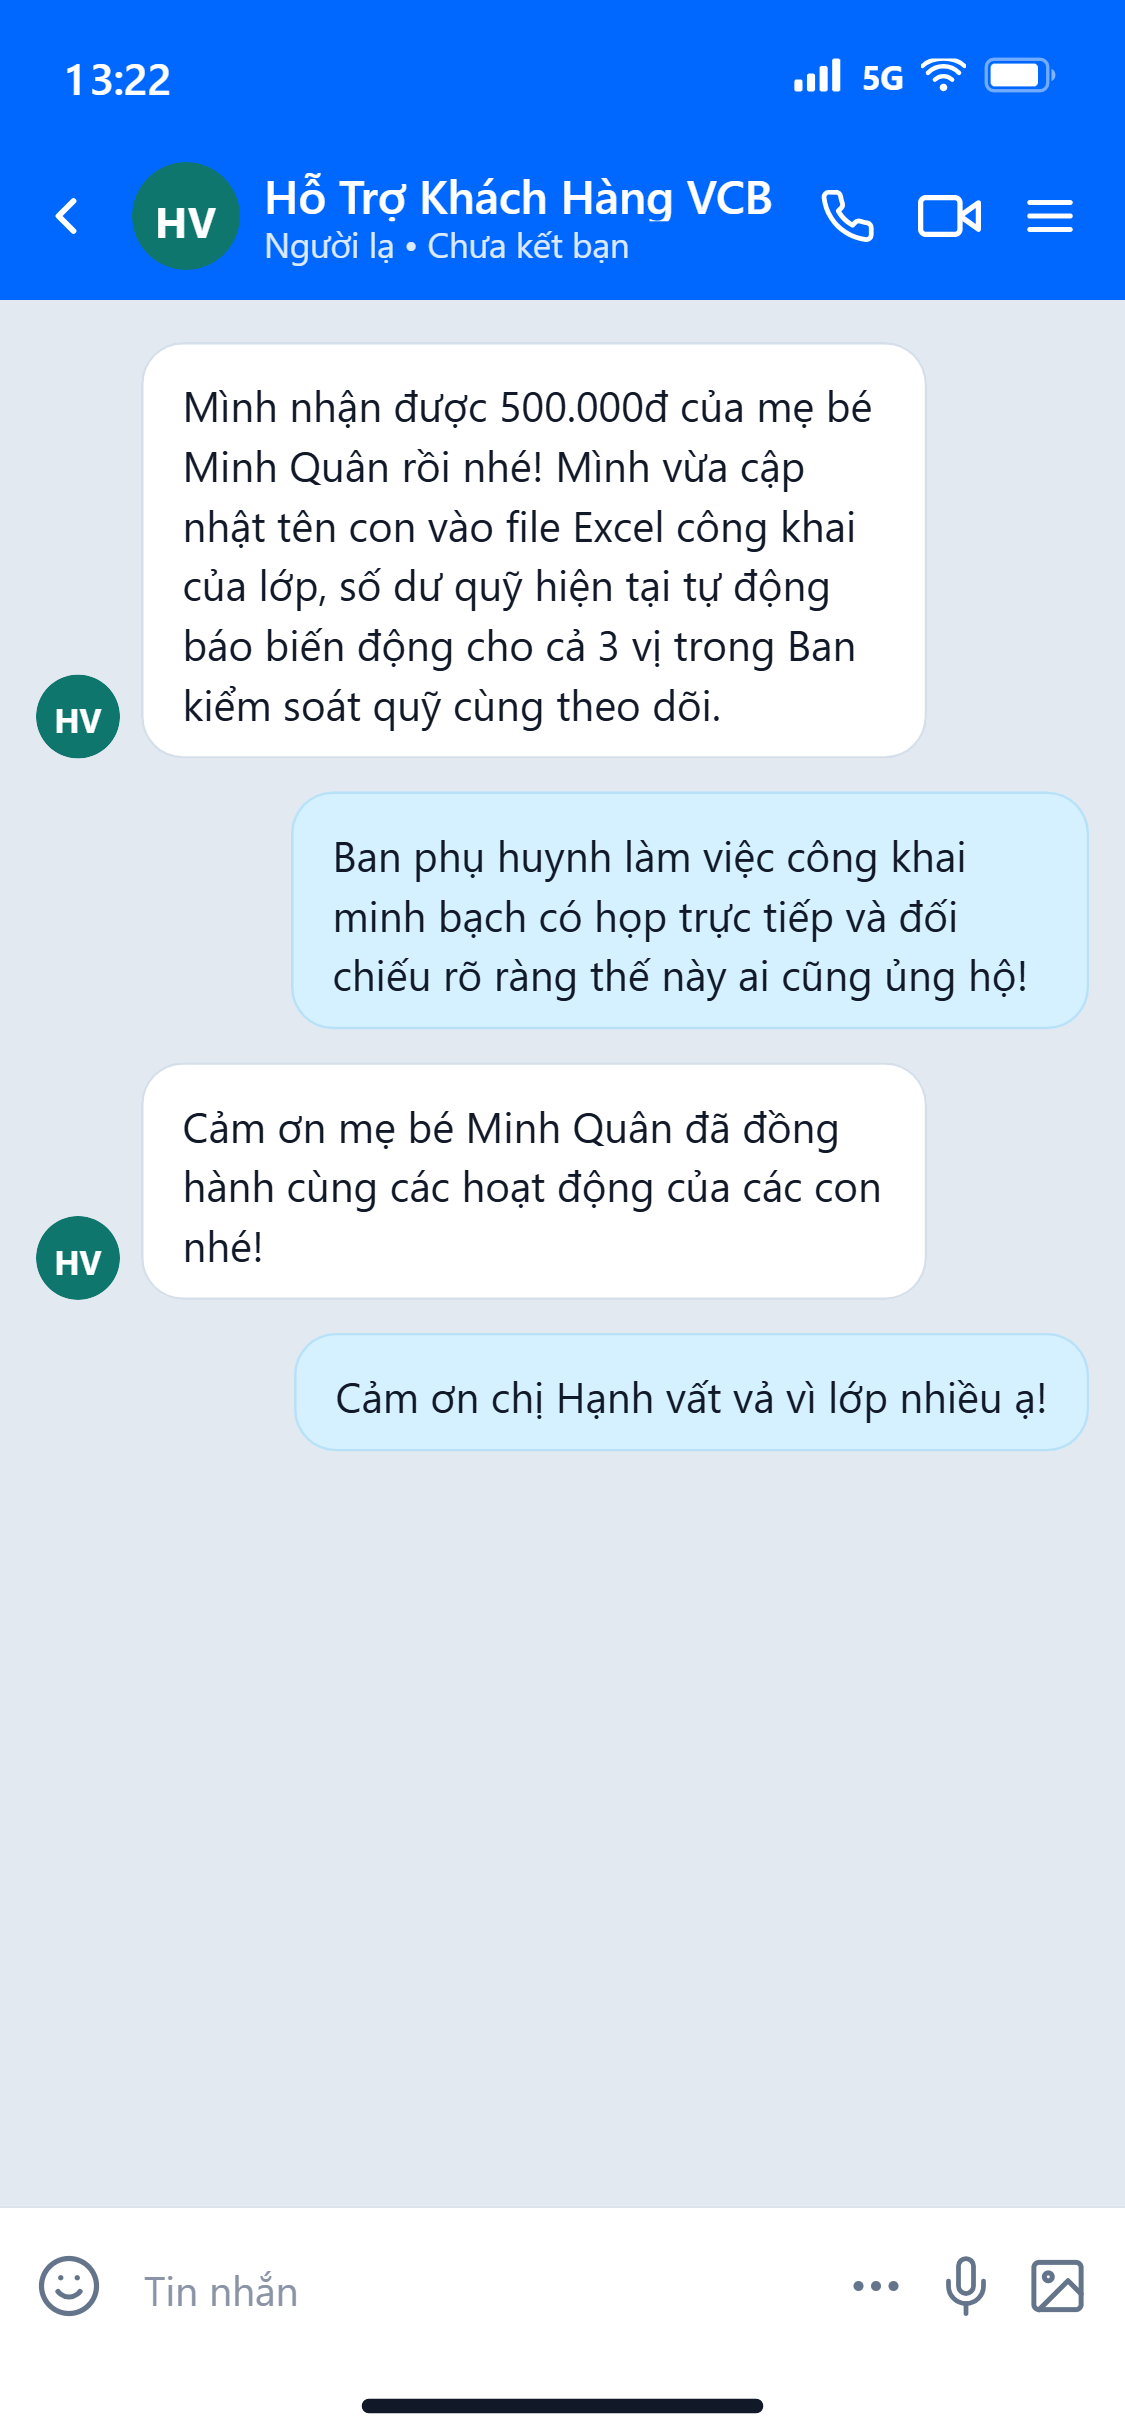 13:22
5G
HV
Hỗ Trợ Khách Hàng VCB
Người lạ • Chưa kết bạn
Mình nhận được 500.000đ của mẹ bé
Minh Quân rồi nhé! Mình vừa cập
nhật tên con vào file Excel công khai
của lớp, số dư quỹ hiện tại tự động
báo biến động cho cả 3 vị trong Ban
kiểm soát quỹ cùng theo dõi.
HV
Ban phụ huynh làm việc công khai
minh bạch có họp trực tiếp và đối
chiếu rõ ràng thế này ai cũng ủng hộ!
Cảm ơn mẹ bé Minh Quân đã đồng
hành cùng các hoạt động của các con
nhé!
HV
Cảm ơn chị Hạnh vất vả vì lớp nhiều ạ!
Tin nhắn